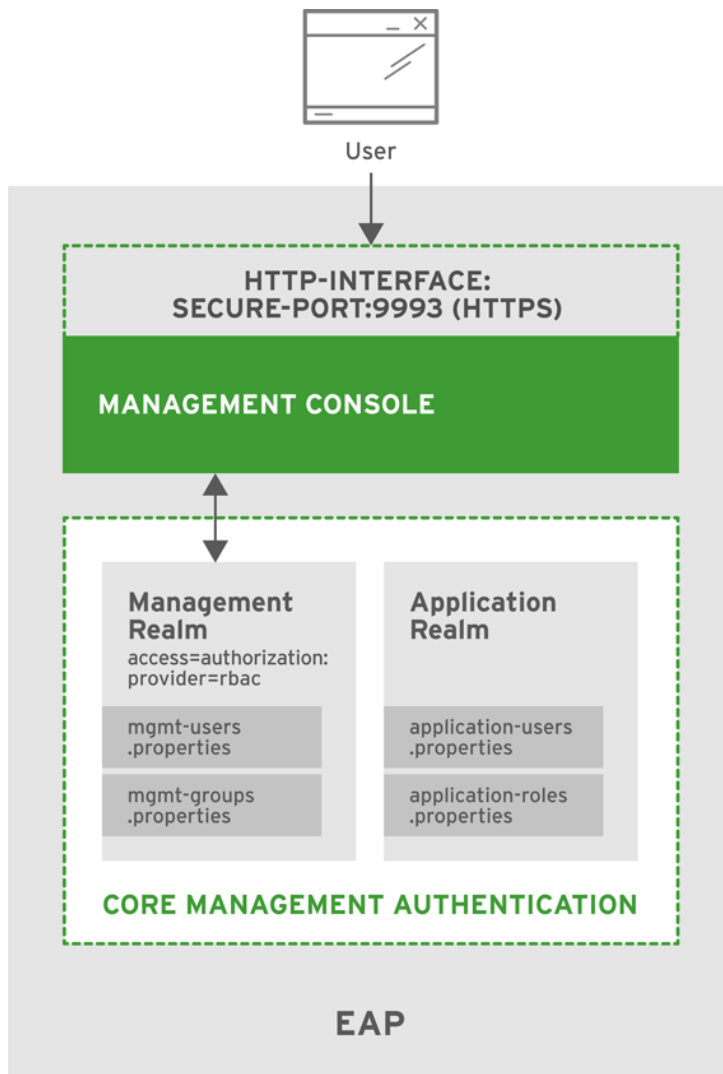 User
HTTP-INTERFACE:
SECURE-PORT:9993 (HTTPS)
MANAGEMENT CONSOLE
Management
Realm
access=authorization:
provider=rbac
mgmt-users
.properties
mgmt-groups
.properties
Application
Realm
application-users
.properties
application-roles
.properties
CORE MANAGEMENT AUTHENTICATION
EAP